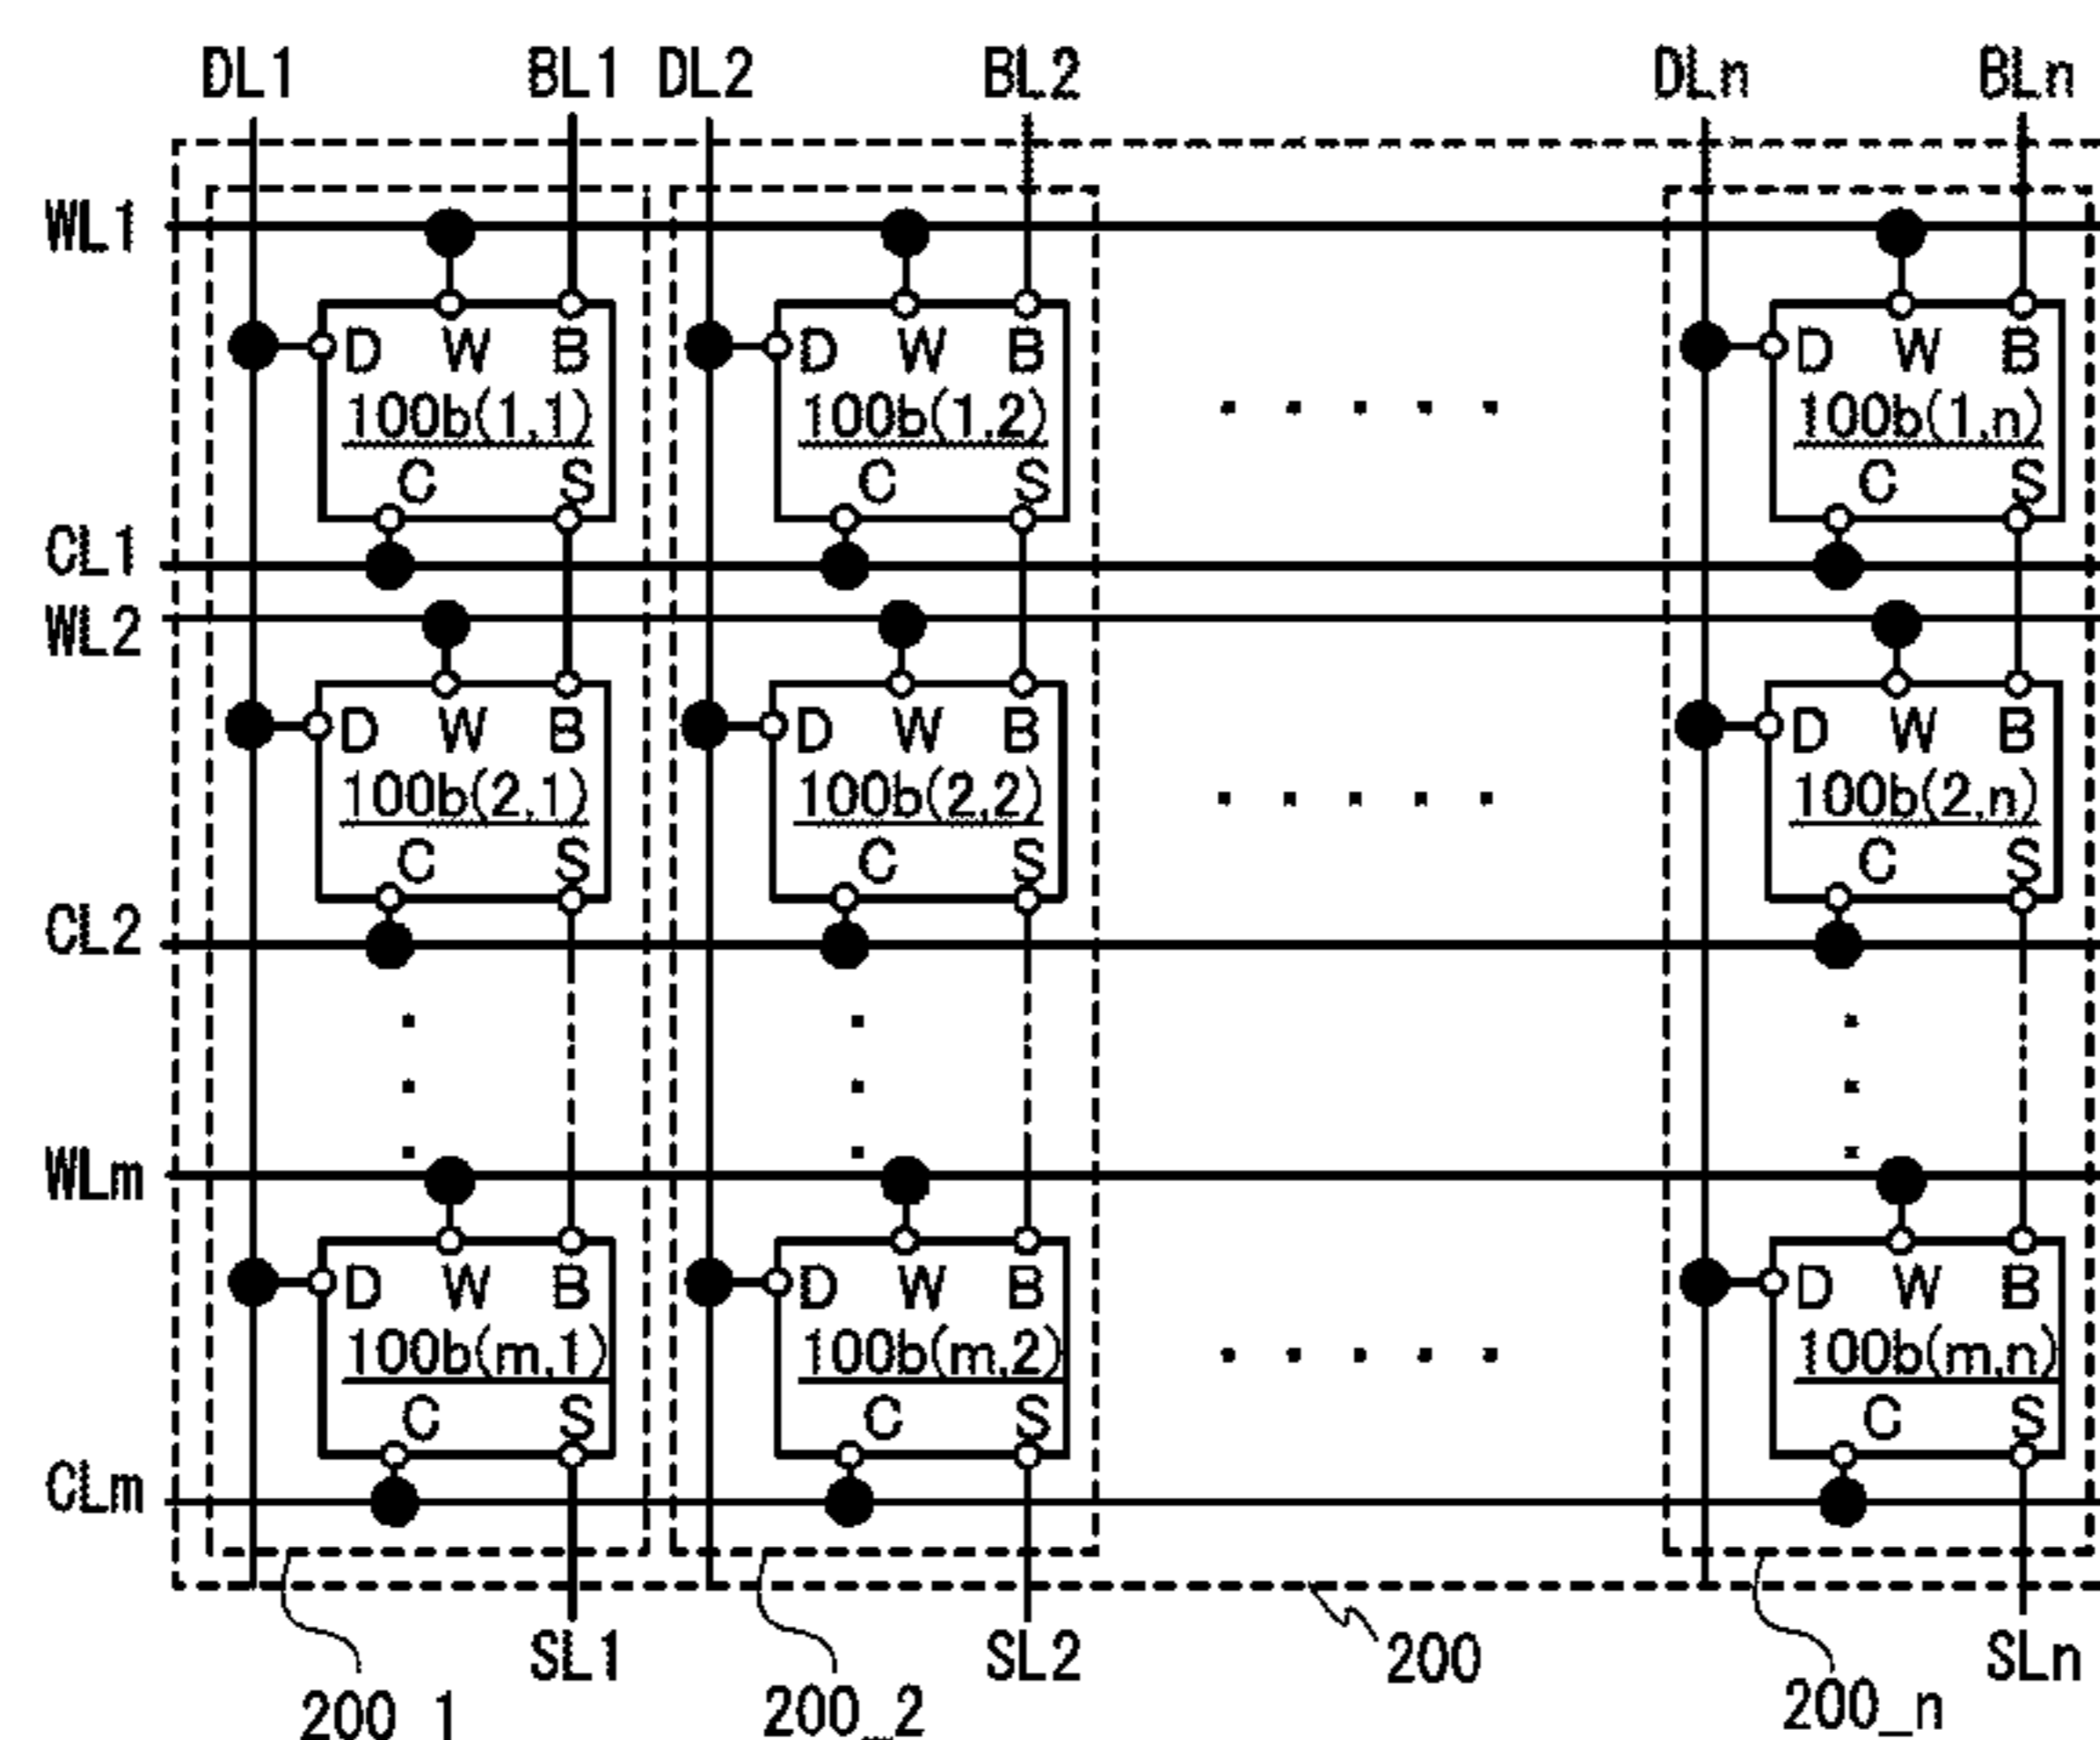 DL1 BL1 DL2 BL2 DLn BLn
WL1
D W B D W B D W B
100b(1,1) 100b(1,2) 100b(1,n)
C S C S C S
CL1
WL2
D W B D W B D W B
100b(2,1) 100b(2,2) 100b(2,n)
C S C S C S
CL2
WLm
D W B D W B D W B
100b(m,1) 100b(m,2) 100b(m,n)
C S C S C S
CLm
SL1 SL2 200 SLn
200_1 200_2 200_n